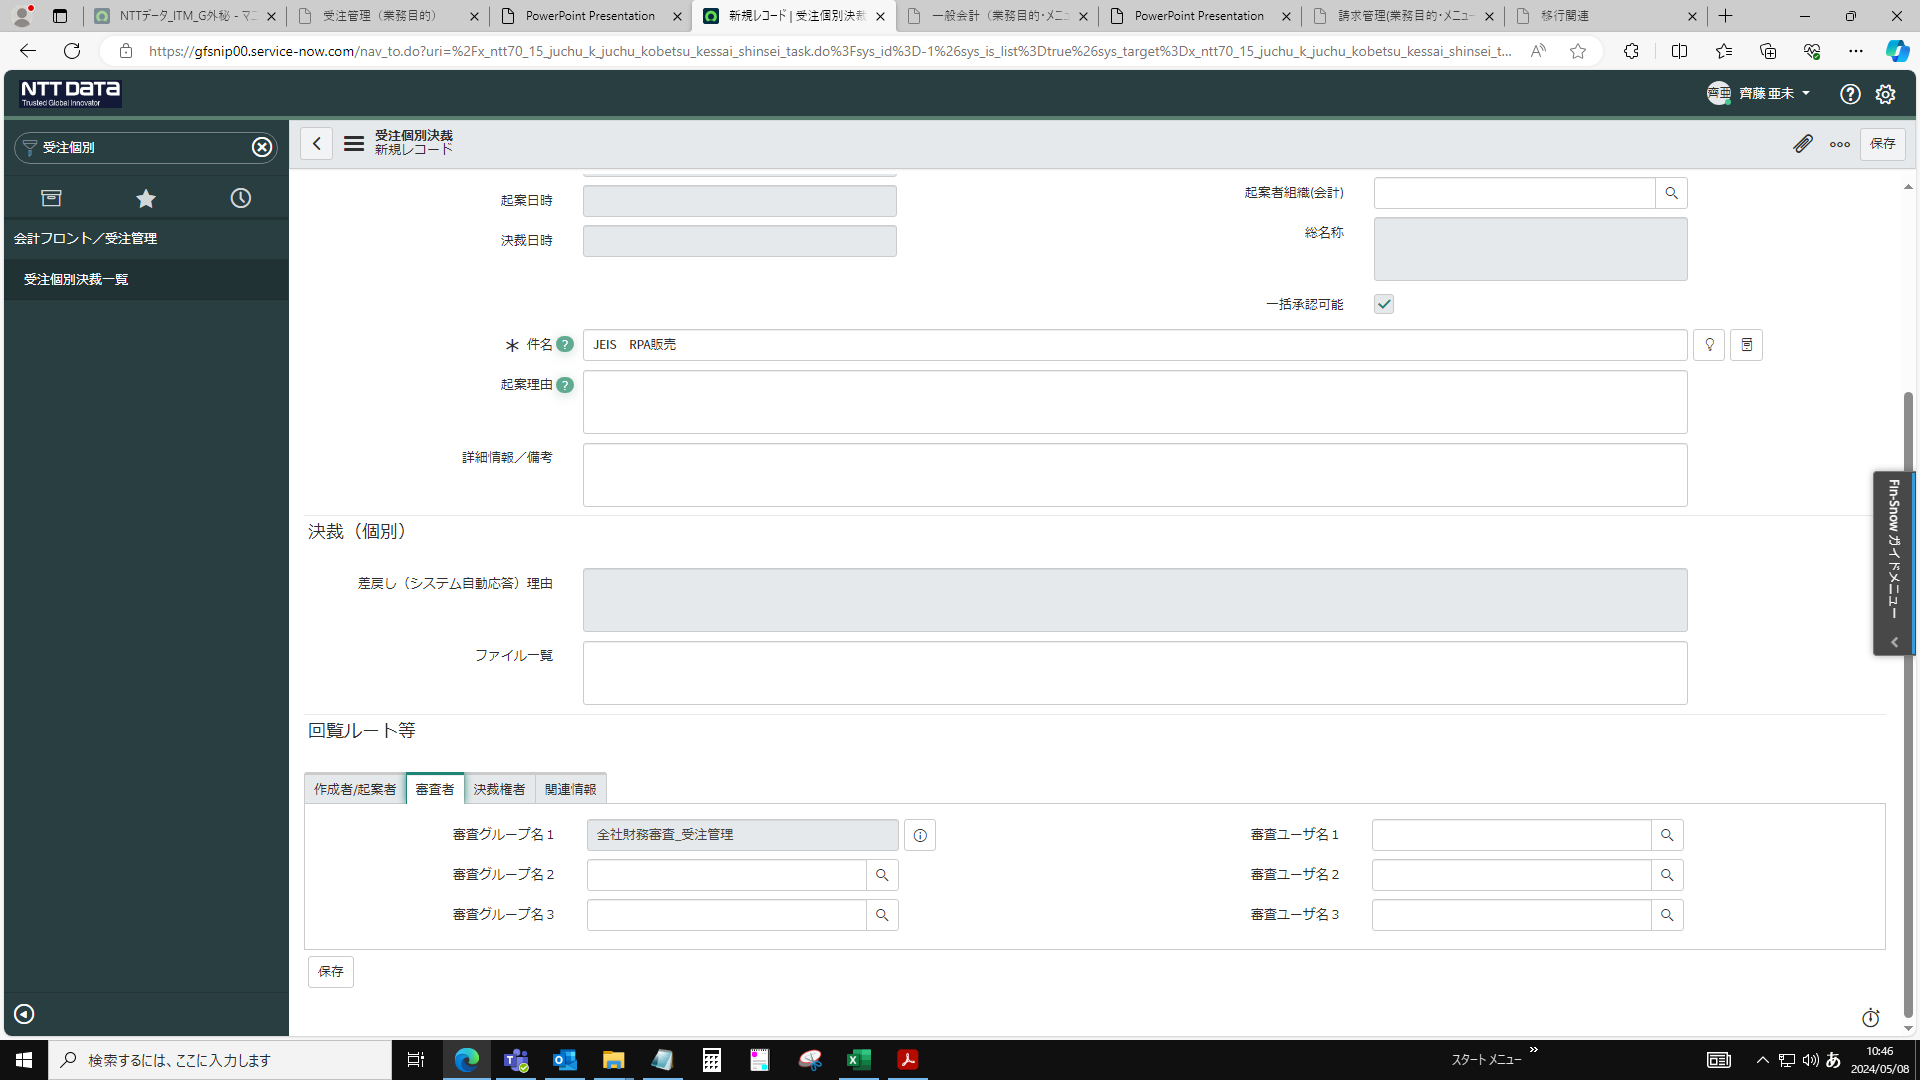 NTTデータ_ITM_G外秘 - マニ
受注管理（業務目的）
PowerPoint Presentation
新規レコード | 受注個別決裁
一般会計（業務目的・メニュ
PowerPoint Presentation
請求管理(業務目的・メニュー
移行関連
https://gfsnip00.service-now.com/nav_to.do?uri=%2Fx_ntt70_15_juchu_k_juchu_kobetsu_kessai_shinsei_task.do%3Fsys_id%3D-1%26sys_is_list%3Dtrue%26sys_target%3Dx_ntt70_15_juchu_k_juchu_kobetsu_kessai_shinsei_t...
NTT DATA
Trusted Global Innovator
齊亜
齊藤 亜未
受注個別
受注個別決裁
新規レコード
保存
会計フロント／受注管理
受注個別決裁一覧
起案日時
起案者組織(会計)
決裁日時
総名称
一括承認可能
＊ 件名 ?
JEIS　RPA販売
起案理由 ?
詳細情報／備考
Fin-Snow ガイドメニュー
決裁（個別）
差戻し（システム自動応答）理由
ファイル一覧
回覧ルート等
作成者/起案者
審査者
決裁権者
関連情報
審査グループ名１
全社財務審査_受注管理
審査ユーザ名１
審査グループ名２
審査ユーザ名２
審査グループ名３
審査ユーザ名３
保存
検索するには、ここに入力します
スタート メニュー
»
あ
10:46
2024/05/08